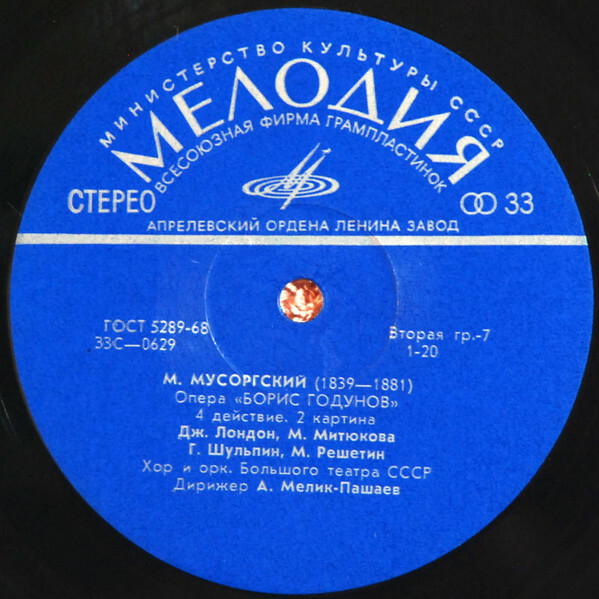 МИНИСТЕРСТВО КУЛЬТУРЫ СССР
МЕЛОДИЯ
ВСЕСОЮЗНАЯ ФИРМА ГРАМПЛАСТИНОК
СТЕРЕО
33
АПРЕЛЕВСКИЙ ОРДЕНА ЛЕНИНА ЗАВОД
ГОСТ 5289-68
33С—0629
Вторая гр.-7
1-20
М. МУСОРГСКИЙ (1839—1881)
Опера «БОРИС ГОДУНОВ»
4 действие. 2 картина
Дж. Лондон, М. Митюкова
Г. Шульпин, М. Решетин
Хор и орк. Большого театра СССР
Дирижер А. Мелик-Пашаев